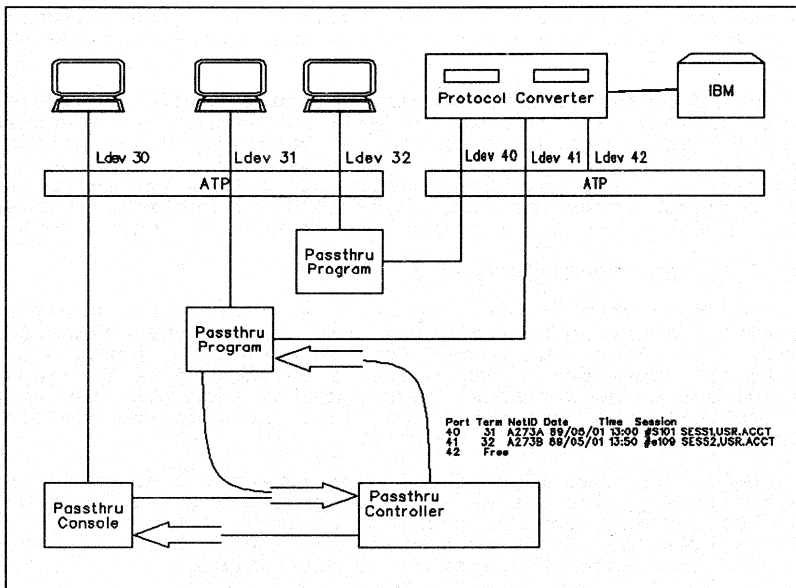 Protocol Converter
IBM
Ldev 30
Ldev 31
Ldev 32
Ldev 40
Ldev 41
Ldev 42
ATP
ATP
Passthru
Program
Passthru
Program
Port Term NetID Date Time Session
40 31 A273A 89/05/01 13:00 #S101 SESS1,USR.ACCT
41 32 A273B 89/05/01 13:50 #s109 SESS2,USR.ACCT
42 Free
Passthru
Console
Passthru
Controller